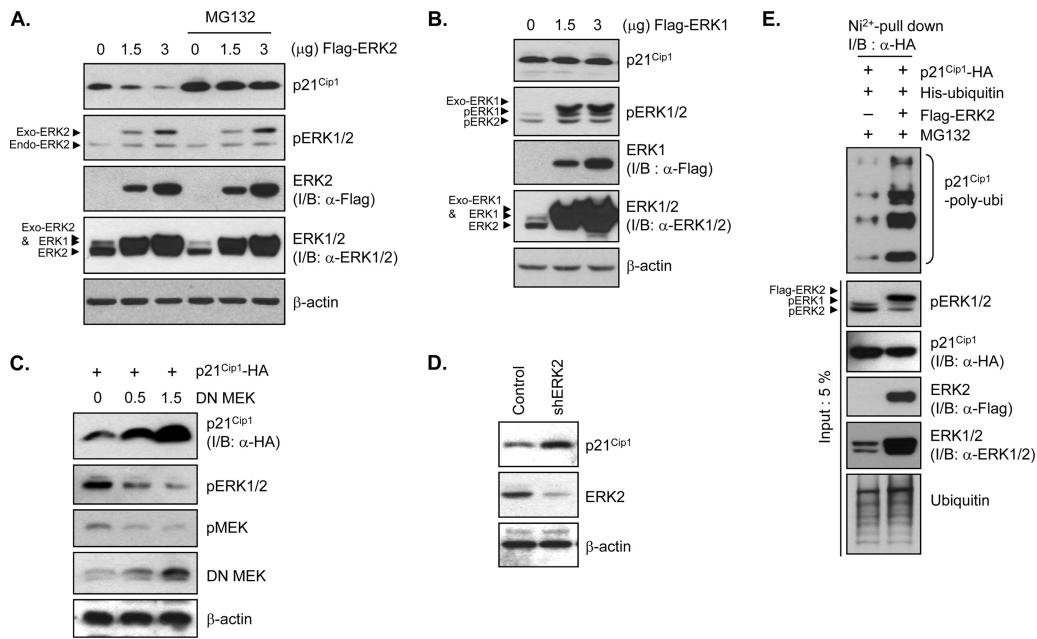 A.
MG132
0 1.5 3 0 1.5 3 (μg) Flag-ERK2
p21Cip1
Exo-ERK2
Endo-ERK2
pERK1/2
ERK2
(I/B: α-Flag)
Exo-ERK2
& ERK1
ERK2
ERK1/2
(I/B: α-ERK1/2)
β-actin
B.
0 1.5 3 (μg) Flag-ERK1
p21Cip1
Exo-ERK1
pERK1
pERK2
pERK1/2
ERK1
(I/B : α-Flag)
Exo-ERK1
& ERK1
ERK2
ERK1/2
(I/B: α-ERK1/2)
β-actin
C.
+ + + p21Cip1-HA
0 0.5 1.5 DN MEK
p21Cip1
(I/B: α-HA)
pERK1/2
pMEK
DN MEK
β-actin
D.
Control
shERK2
p21Cip1
ERK2
β-actin
E.
Ni2+-pull down
I/B : α-HA
+ + p21Cip1-HA
+ + His-ubiquitin
− + Flag-ERK2
+ + MG132
p21Cip1
-poly-ubi
Flag-ERK2
pERK1
pERK2
pERK1/2
p21Cip1
(I/B: α-HA)
ERK2
(I/B: α-Flag)
ERK1/2
(I/B: α-ERK1/2)
Ubiquitin
Input : 5 %